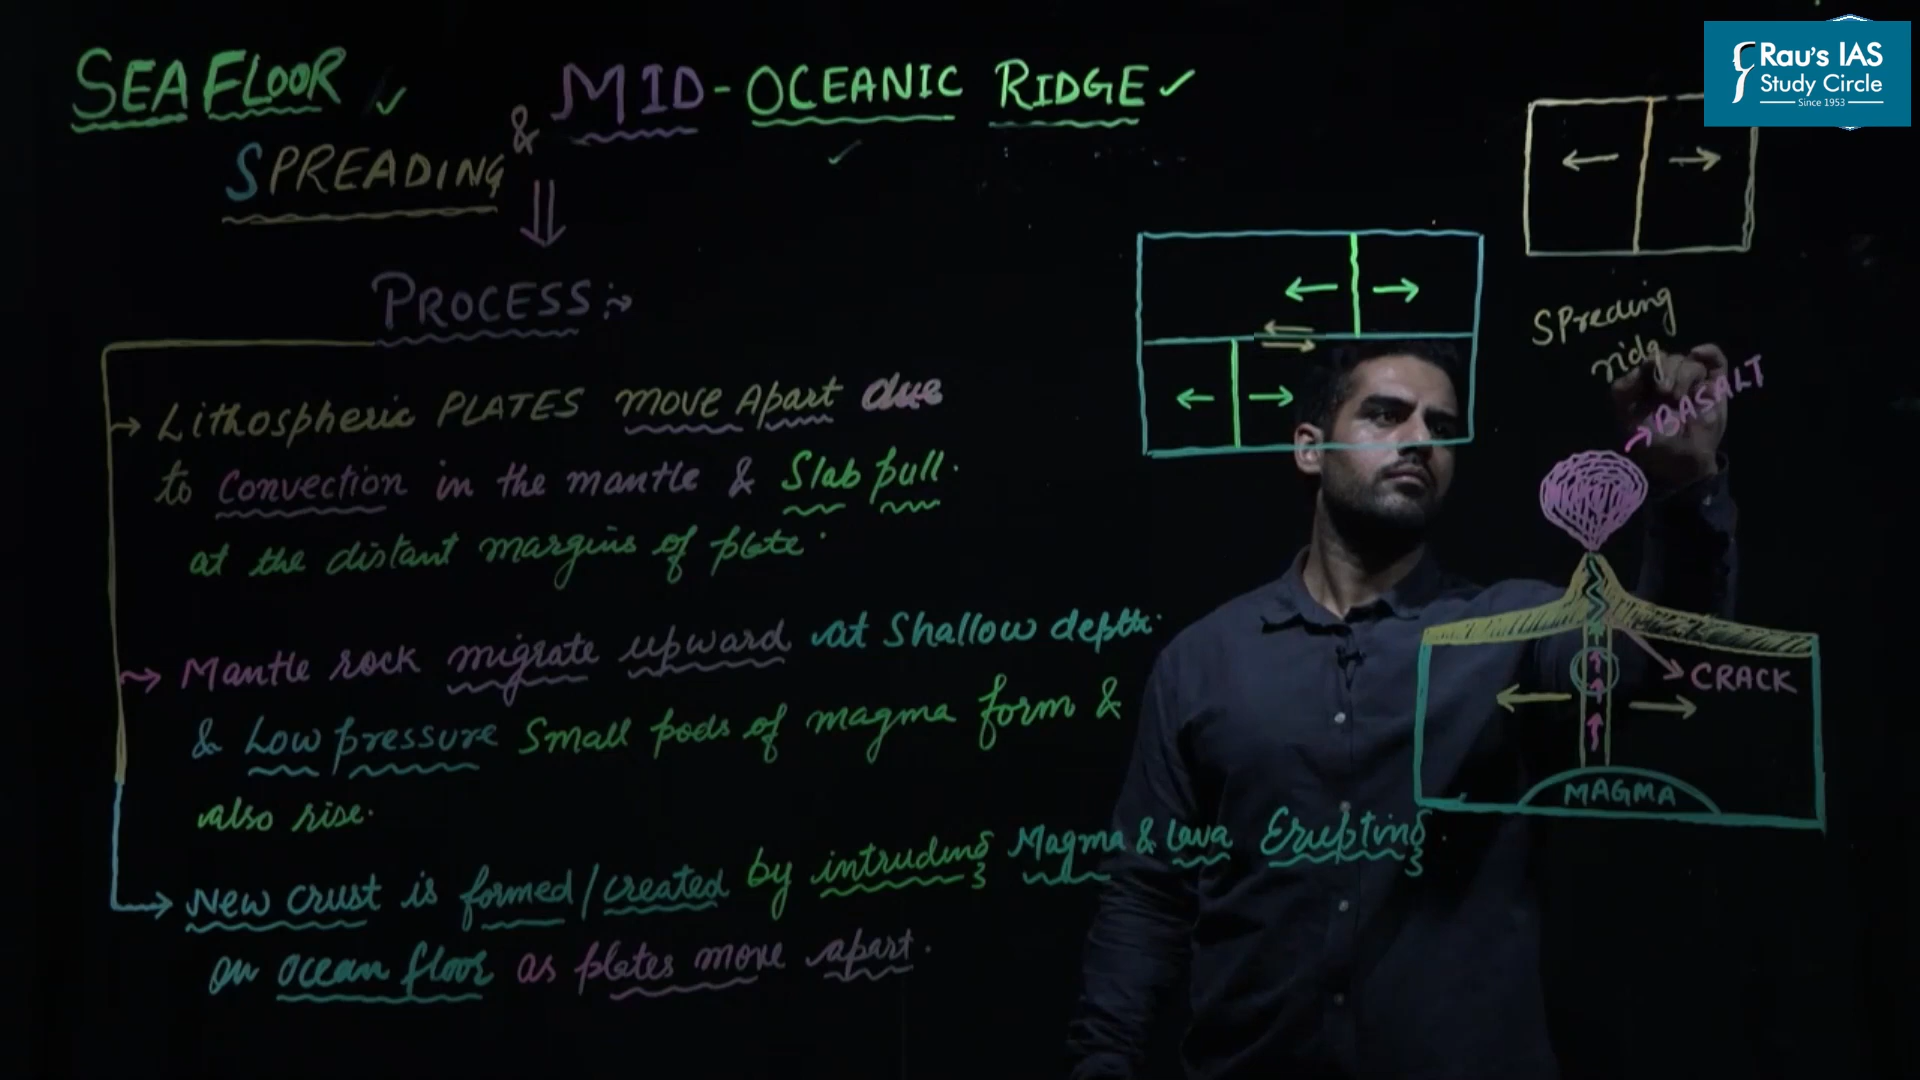 SEA FLOOR
SPREADING
& MID-OCEANIC RIDGE
PROCESS:
Lithospheric PLATES move Apart due
to Convection in the mantle & Slab pull.
at the distant margins of plate.
Mantle rock migrate upward at Shallow depth.
& Low pressure Small pods of magma form &
also rise.
New crust is formed/created by intruding Magma & lava Erupting
on ocean floor as plates move apart.
Spreding
ridg
BASALT
CRACK
MAGMA
Rau's IAS
Study Circle
Since 1953